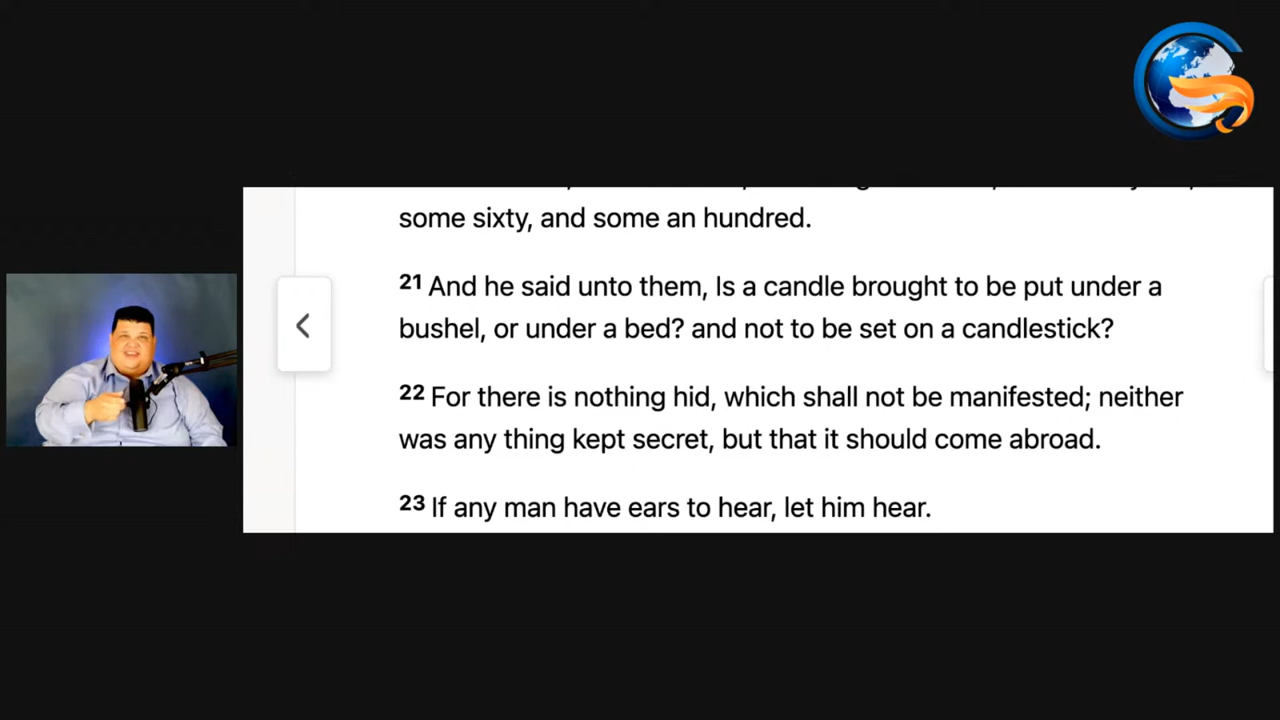 some sixty, and some an hundred.
21 And he said unto them, Is a candle brought to be put under a
bushel, or under a bed? and not to be set on a candlestick?
22 For there is nothing hid, which shall not be manifested; neither
was any thing kept secret, but that it should come abroad.
23 If any man have ears to hear, let him hear.